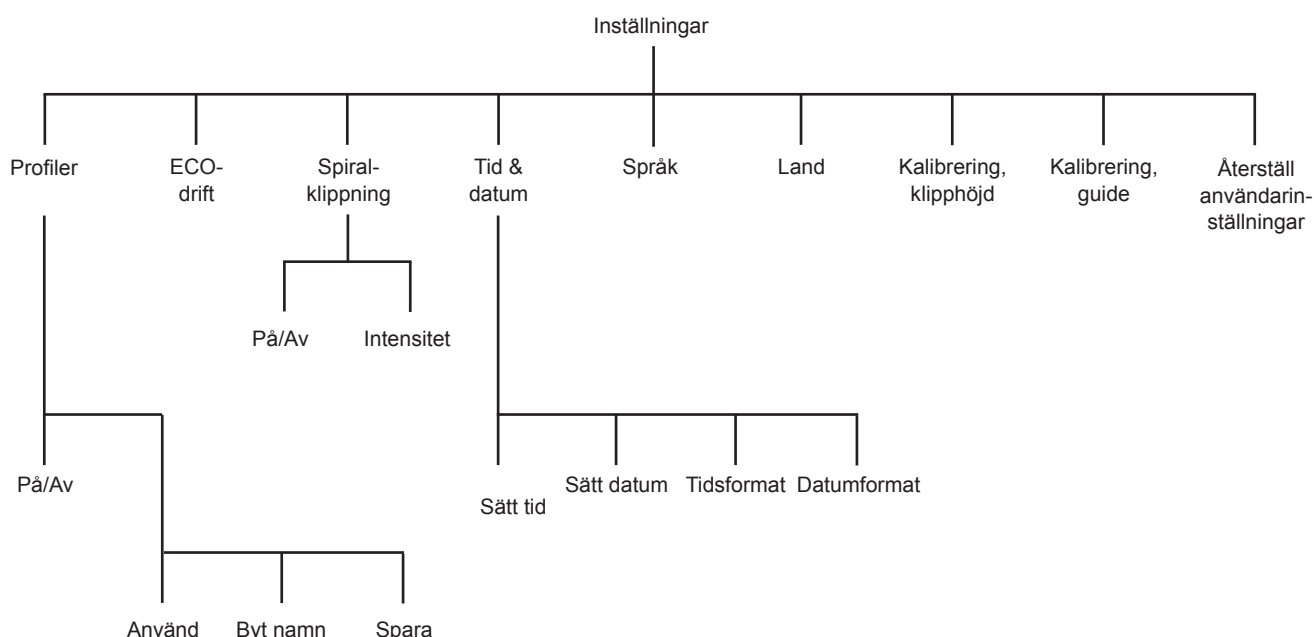 Inställningar
Profiler
ECO-
drift
Spiral-
klippning
Tid &
datum
Språk
Land
Kalibrering,
klipphöjd
Kalibrering,
guide
Återställ
användarin-
ställningar
På/Av
Intensitet
På/Av
Sätt tid
Sätt datum
Tidsformat
Datumformat
Använd
Byt namn
Spara